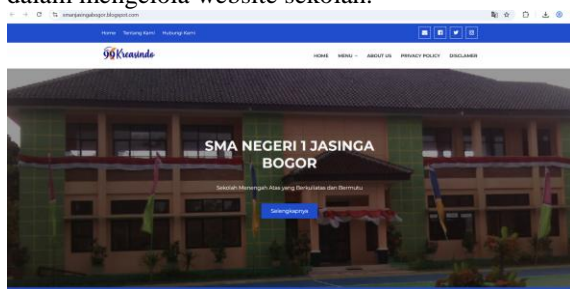 dalam mengelola website sekolah.
smanjasingabogor.blogspot.com
Home Tentang Kami Hubungi Kami
99Kreasindo
HOME MENU ABOUT US PRIVACY POLICY DISCLAIMER
SMA NEGERI 1 JASINGA
BOGOR
Sekolah Menengah Atas yang Berkulatas dan Bermutu
Selengkapnya